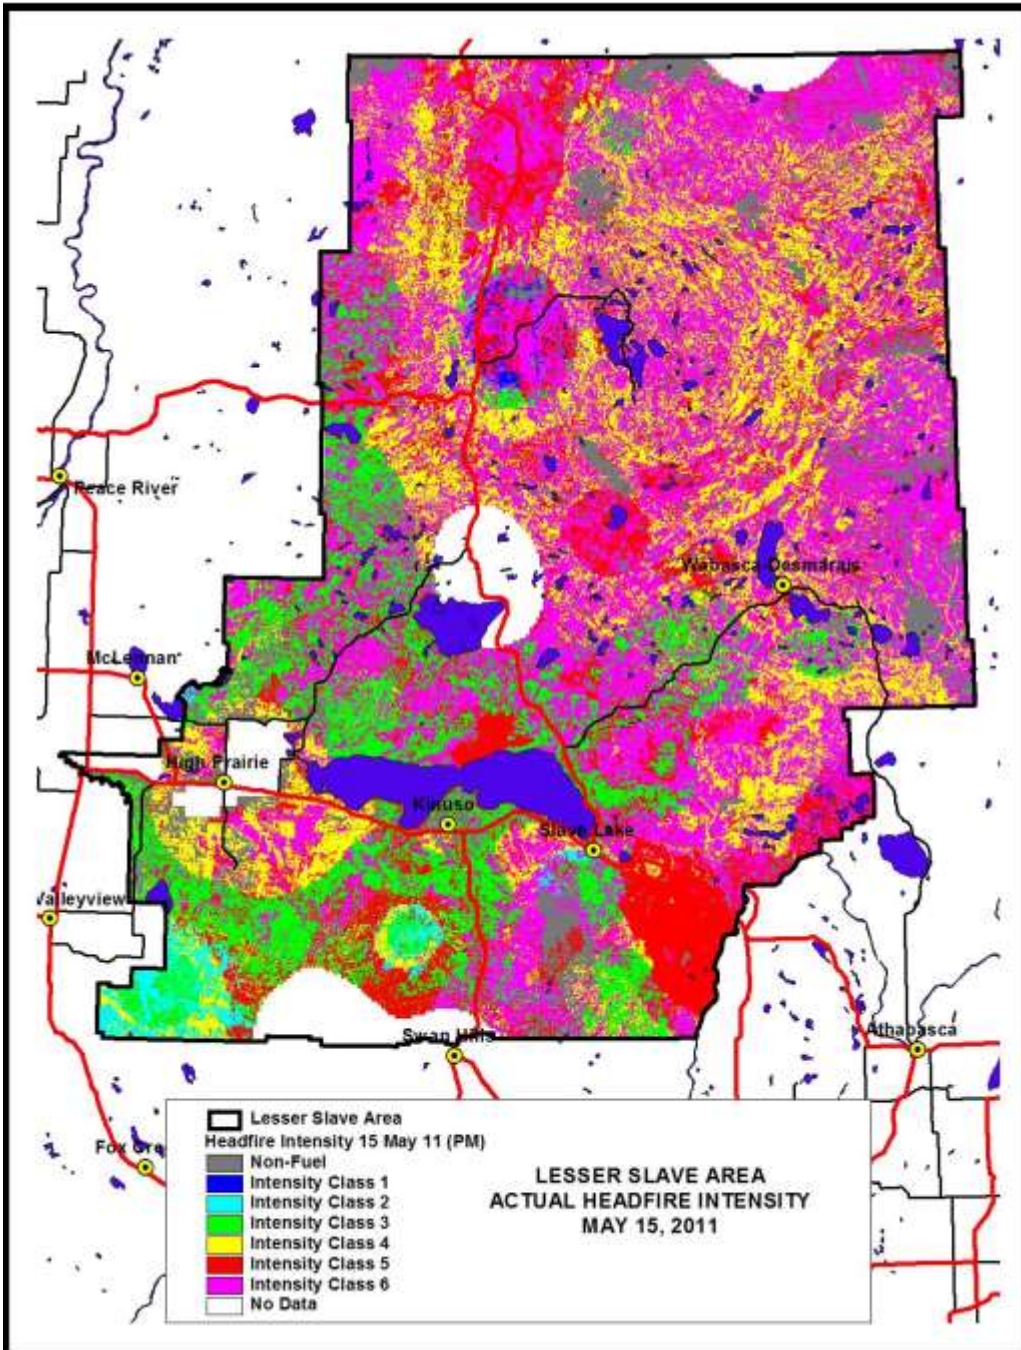 Peace River
Wabasca-Desmarais
McLennan
High Prairie
Kinuso
Slave Lake
Valleyview
Swan Hills
Athabasca
Fox Cre
Lesser Slave Area
Headfire Intensity 15 May 11 (PM)
Non-Fuel
Intensity Class 1
Intensity Class 2
Intensity Class 3
Intensity Class 4
Intensity Class 5
Intensity Class 6
No Data
LESSER SLAVE AREA
ACTUAL HEADFIRE INTENSITY
MAY 15, 2011